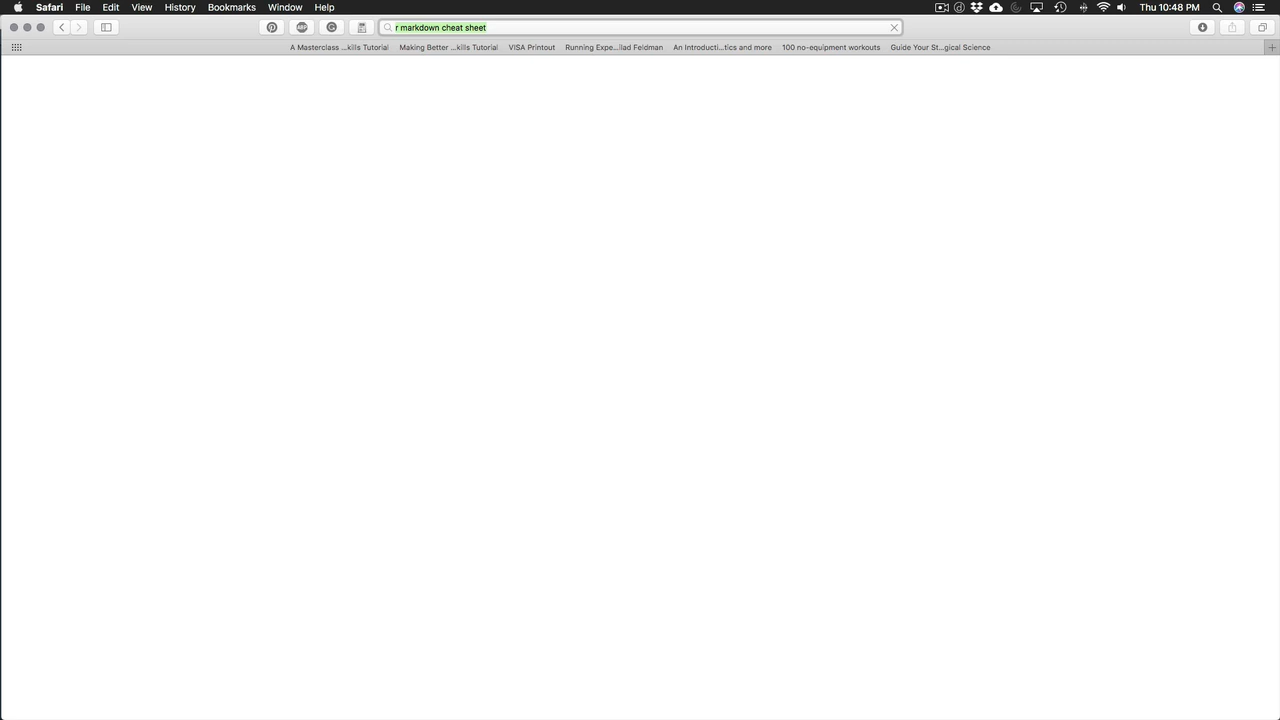 Safari File Edit View History Bookmarks Window Help Thu 10:48 PM
ABP G r markdown cheat sheet
A Masterclass ...kills Tutorial Making Better ...kills Tutorial VISA Printout Running Expe...llad Feldman An Introducti...tics and more 100 no-equipment workouts Guide Your St...gical Science